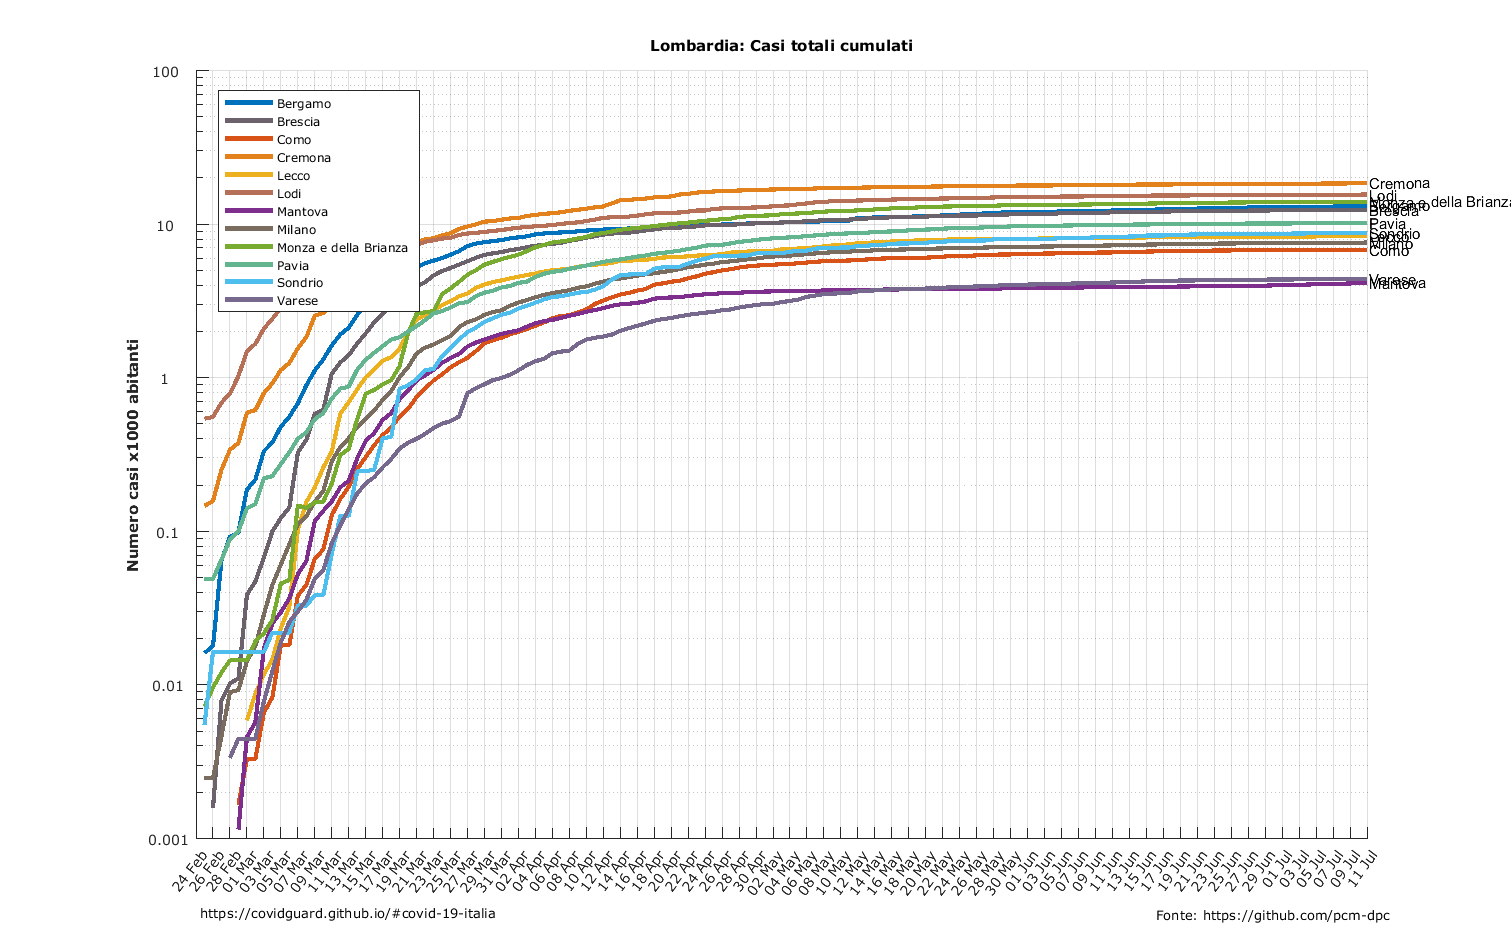 Lombardia: Casi totali cumulati
Numero casi x1000 abitanti
100
10
1
0.1
0.01
0.001
Bergamo
Brescia
Como
Cremona
Lecco
Lodi
Mantova
Milano
Monza e della Brianza
Pavia
Sondrio
Varese
Cremona
Lodi
Monza e della Brianza
Bergamo
Brescia
Pavia
Sondrio
Lecco
Milano
Como
Varese
Mantova
24 Feb
26 Feb
28 Feb
01 Mar
03 Mar
05 Mar
07 Mar
09 Mar
11 Mar
13 Mar
15 Mar
17 Mar
19 Mar
21 Mar
23 Mar
25 Mar
27 Mar
29 Mar
31 Mar
02 Apr
04 Apr
06 Apr
08 Apr
10 Apr
12 Apr
14 Apr
16 Apr
18 Apr
20 Apr
22 Apr
24 Apr
26 Apr
28 Apr
30 Apr
02 May
04 May
06 May
08 May
10 May
12 May
14 May
16 May
18 May
20 May
22 May
24 May
26 May
28 May
30 May
01 Jun
03 Jun
05 Jun
07 Jun
09 Jun
11 Jun
13 Jun
15 Jun
17 Jun
19 Jun
21 Jun
23 Jun
25 Jun
27 Jun
29 Jun
01 Jul
03 Jul
05 Jul
07 Jul
09 Jul
11 Jul
https://covidguard.github.io/#covid-19-italia
Fonte: https://github.com/pcm-dpc